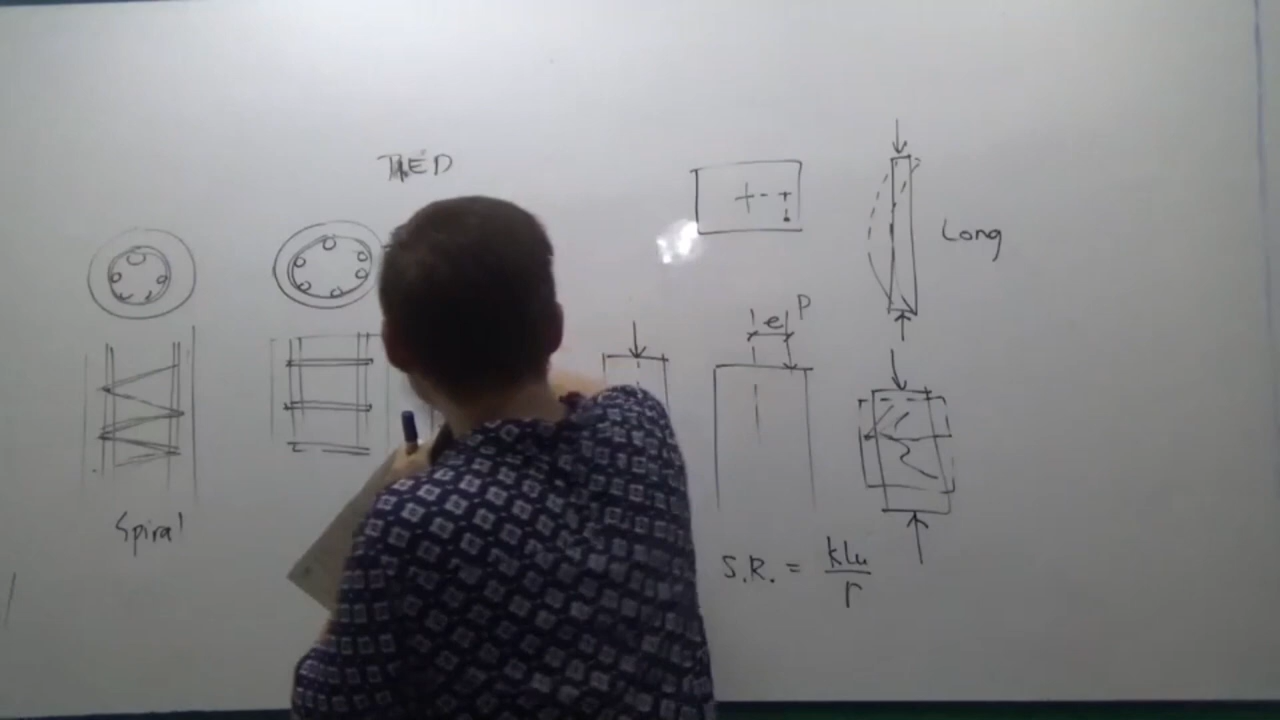 TIED
Long
e P
Spiral
S.R. = klu/r